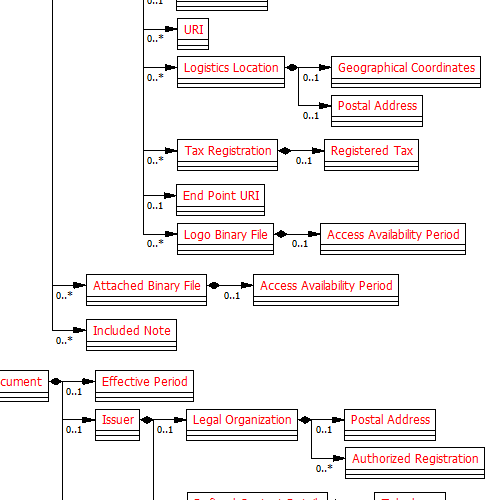 0..1
URI
0..*
Logistics Location
Geographical Coordinates
0..*
0..1
Postal Address
0..1
Tax Registration
Registered Tax
0..*
0..1
End Point URI
0..1
Logo Binary File
Access Availability Period
0..*
0..1
Attached Binary File
Access Availability Period
0..*
0..1
Included Note
0..*
cument
Effective Period
0..1
Issuer
Legal Organization
Postal Address
0..1
0..1
0..1
Authorized Registration
0..*